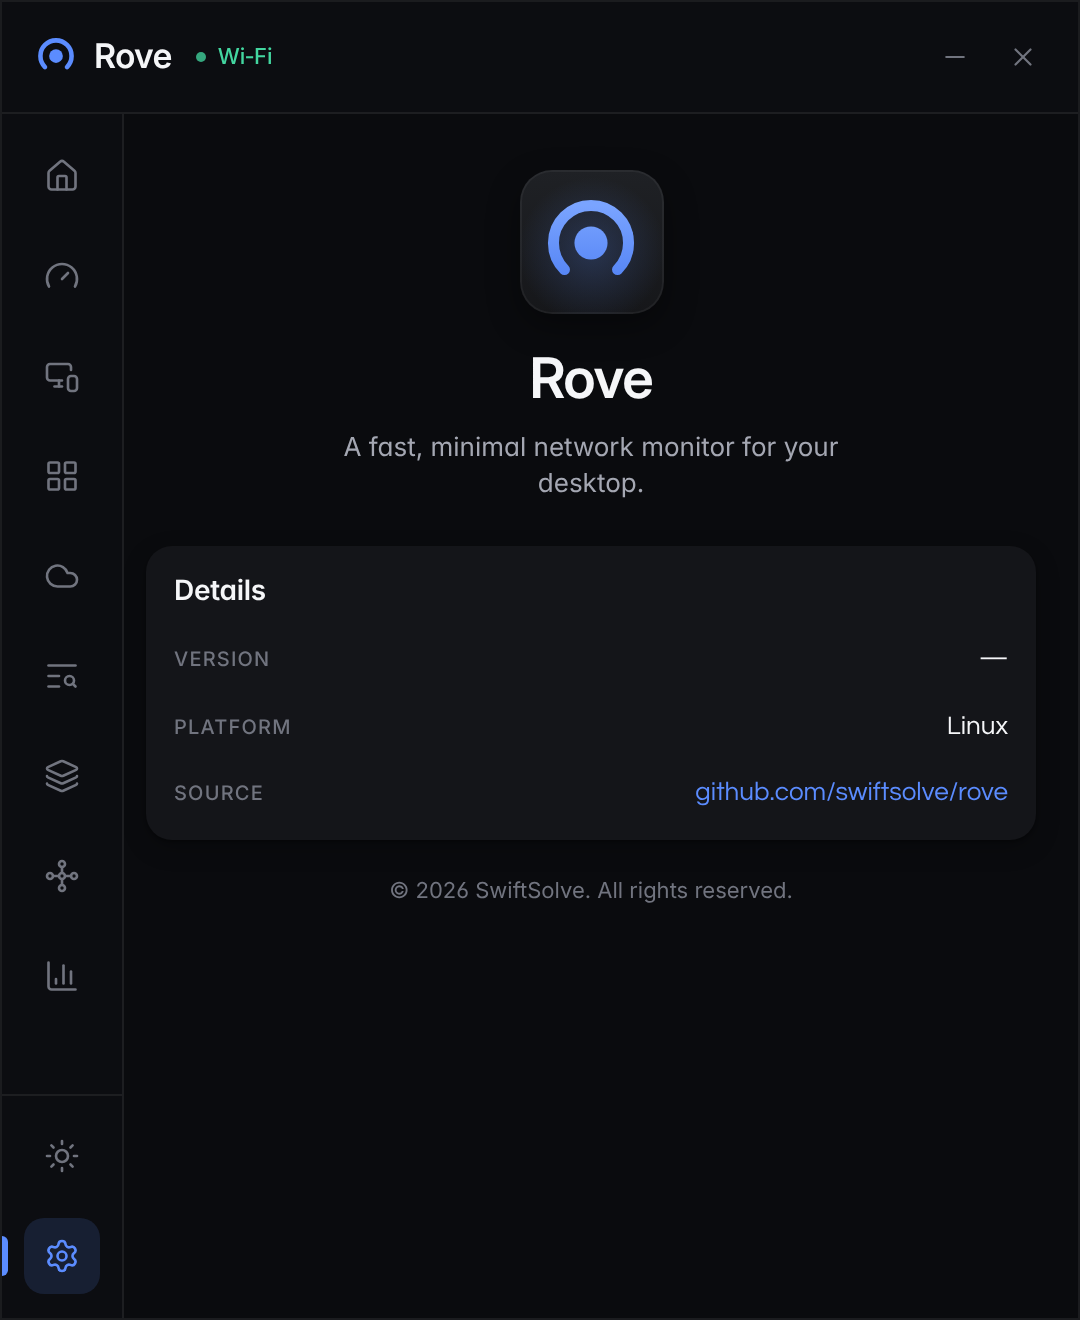 Rove
Wi-Fi
Rove
A fast, minimal network monitor for your
desktop.
Details
VERSION —
PLATFORM Linux
SOURCE github.com/swiftsolve/rove
© 2026 SwiftSolve. All rights reserved.